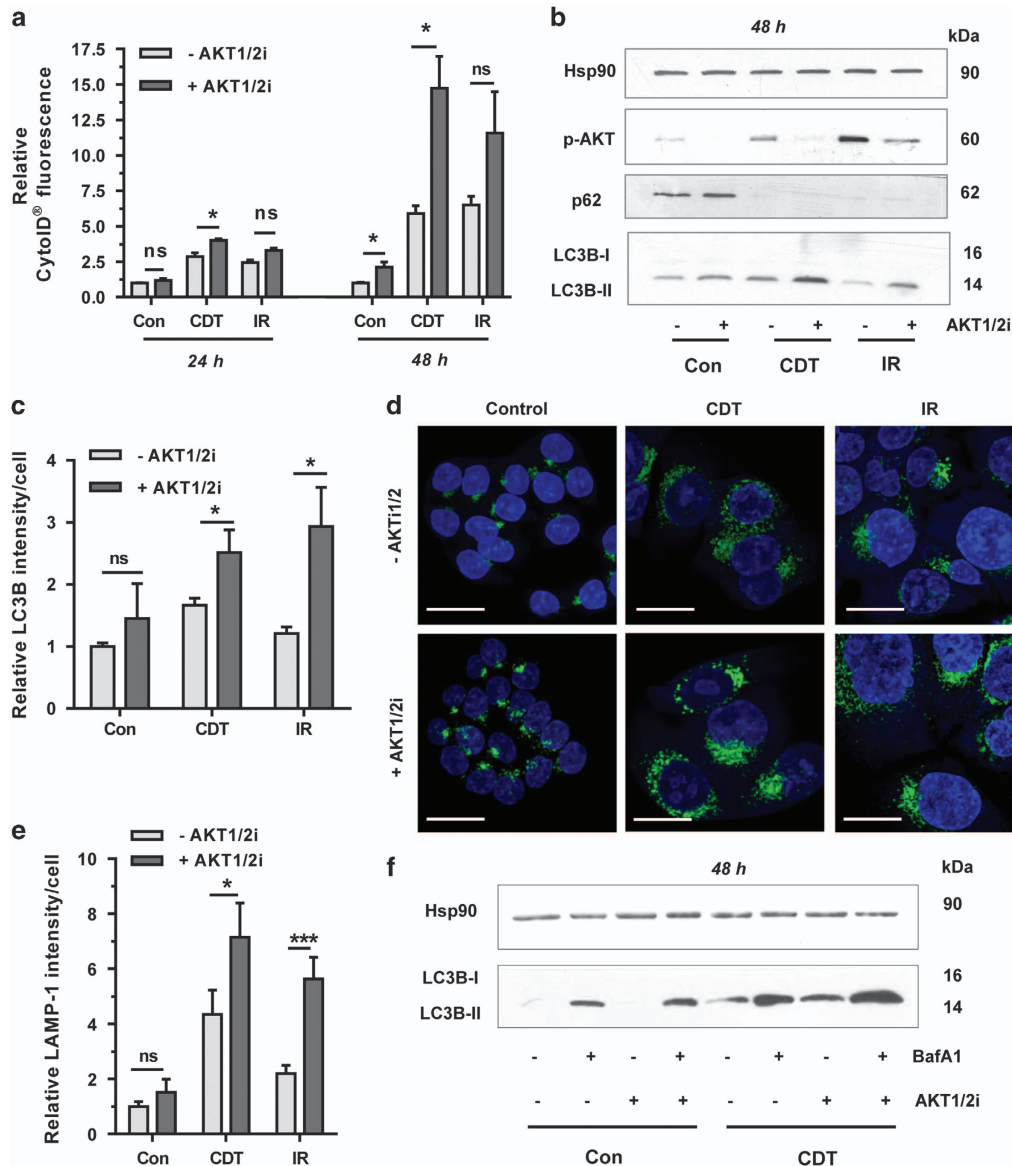 a
- AKT1/2i
+ AKT1/2i
Relative
CytoID® fluorescence
17.5
15.0
12.5
10.0
7.5
5.0
2.5
0.0
ns
*
ns
*
*
ns
Con CDT IR Con CDT IR
24 h 48 h
b
48 h
kDa
Hsp90 90
p-AKT 60
p62 62
LC3B-I 16
LC3B-II 14
- + - + - + AKT1/2i
Con CDT IR
c
- AKT1/2i
+ AKT1/2i
Relative LC3B intensity/cell
4
3
2
1
0
ns
*
*
Con CDT IR
d
Control CDT IR
- AKTi1/2
+ AKT1/2i
e
- AKT1/2i
+ AKT1/2i
Relative LAMP-1 intensity/cell
10
8
6
4
2
0
ns
*
***
Con CDT IR
f
48 h
kDa
Hsp90 90
LC3B-I 16
LC3B-II 14
- + - + - + - + BafA1
- - + + - - + + AKT1/2i
Con CDT